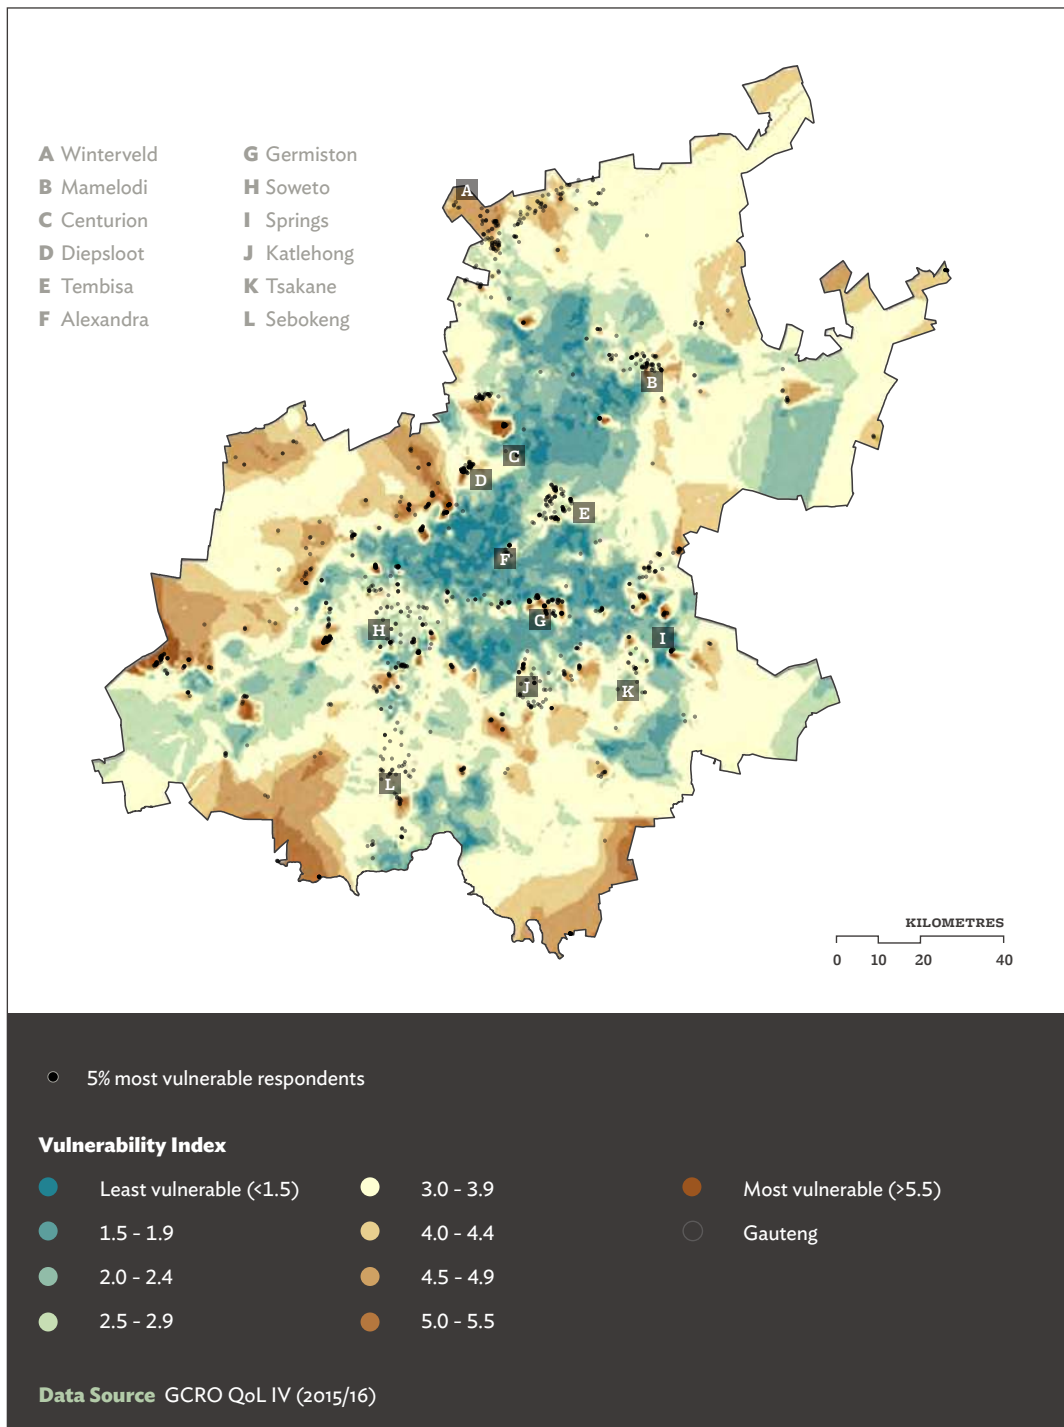 A Winterveld
B Mamelodi
C Centurion
D Diepsloot
E Tembisa
F Alexandra
G Germiston
H Soweto
I Springs
J Katlehong
K Tsakane
L Sebokeng
A
B
C
D
E
F
G
H
I
J
K
L
KILOMETRES
0 10 20 40
5% most vulnerable respondents
Vulnerability Index
Least vulnerable (<1.5)
1.5 - 1.9
2.0 - 2.4
2.5 - 2.9
3.0 - 3.9
4.0 - 4.4
4.5 - 4.9
5.0 - 5.5
Most vulnerable (>5.5)
Gauteng
Data Source GCRO QoL IV (2015/16)